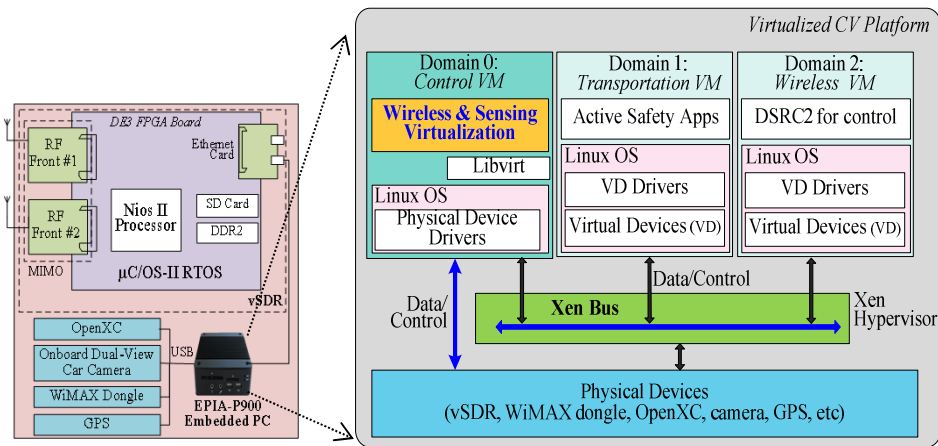 DE3 FPGA Board
RF
Front #1
Ethernet
Card
Nios II
Processor
SD Card
DDR2
RF
Front #2
MIMO
µC/OS-II RTOS
vSDR
OpenXC
Onboard Dual-View
Car Camera
WiMAX Dongle
GPS
USB
EPIA-P900
Embedded PC
Virtualized CV Platform
Domain 0:
Control VM
Wireless & Sensing
Virtualization
Libvirt
Linux OS
Physical Device
Drivers
Domain 1:
Transportation VM
Active Safety Apps
Linux OS
VD Drivers
Virtual Devices (VD)
Domain 2:
Wireless VM
DSRC2 for control
Linux OS
VD Drivers
Virtual Devices (VD)
Data/
Control
Data/Control
Xen Bus
Xen
Hypervisor
Physical Devices
(vSDR, WiMAX dongle, OpenXC, camera, GPS, etc)